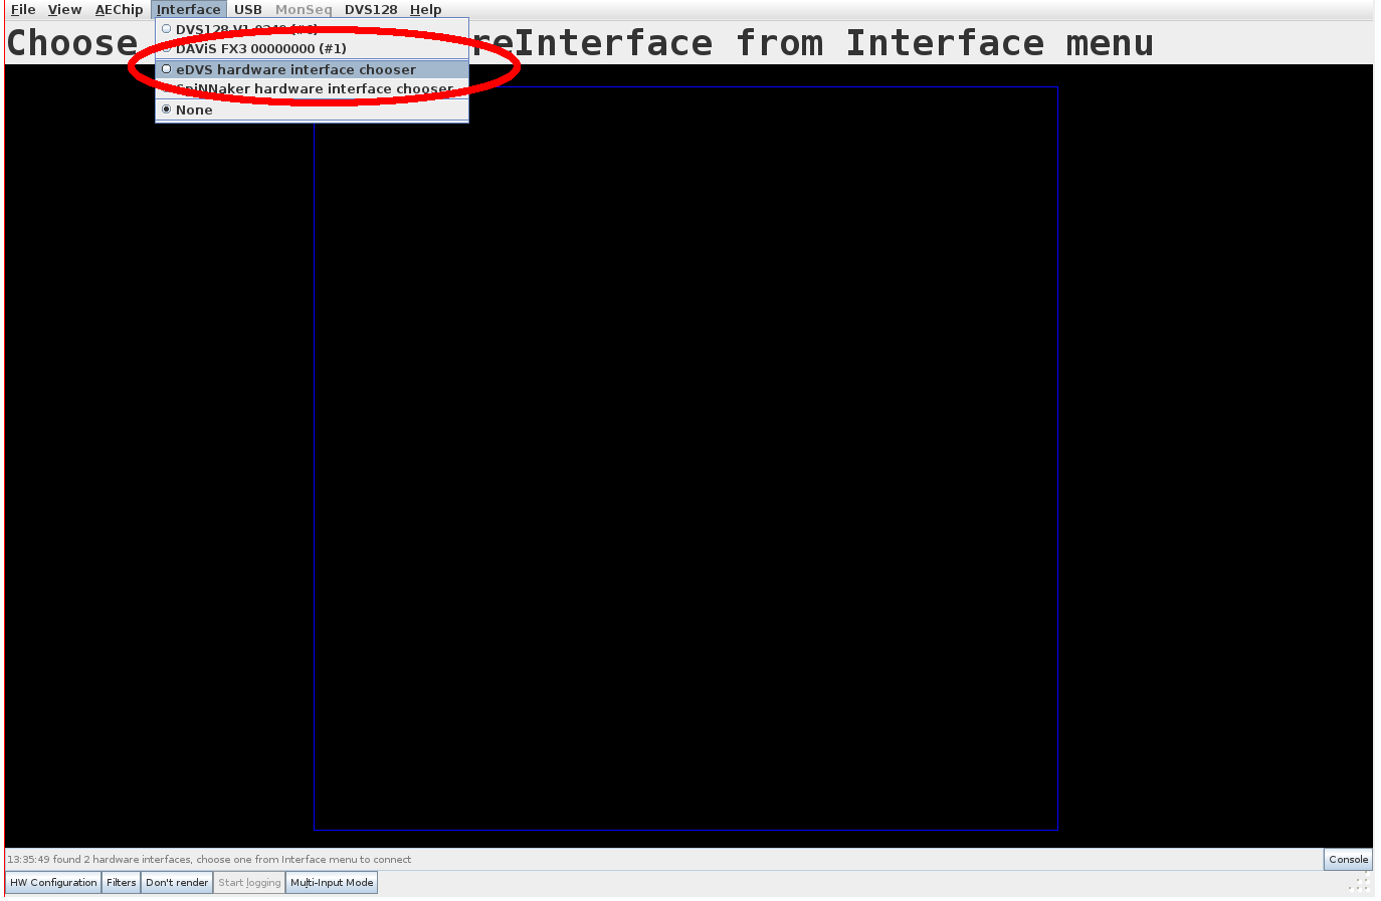 File View AEChip Interface USB MonSeq DVS128 Help
DVS128 V1
DAViS FX3 00000000 (#1)
Choose reInterface from Interface menu
eDVS hardware interface chooser
SpiNNaker hardware interface chooser
None
13:35:49 found 2 hardware interfaces, choose one from Interface menu to connect
Console
HW Configuration Filters Don't render Start logging Multi-Input Mode